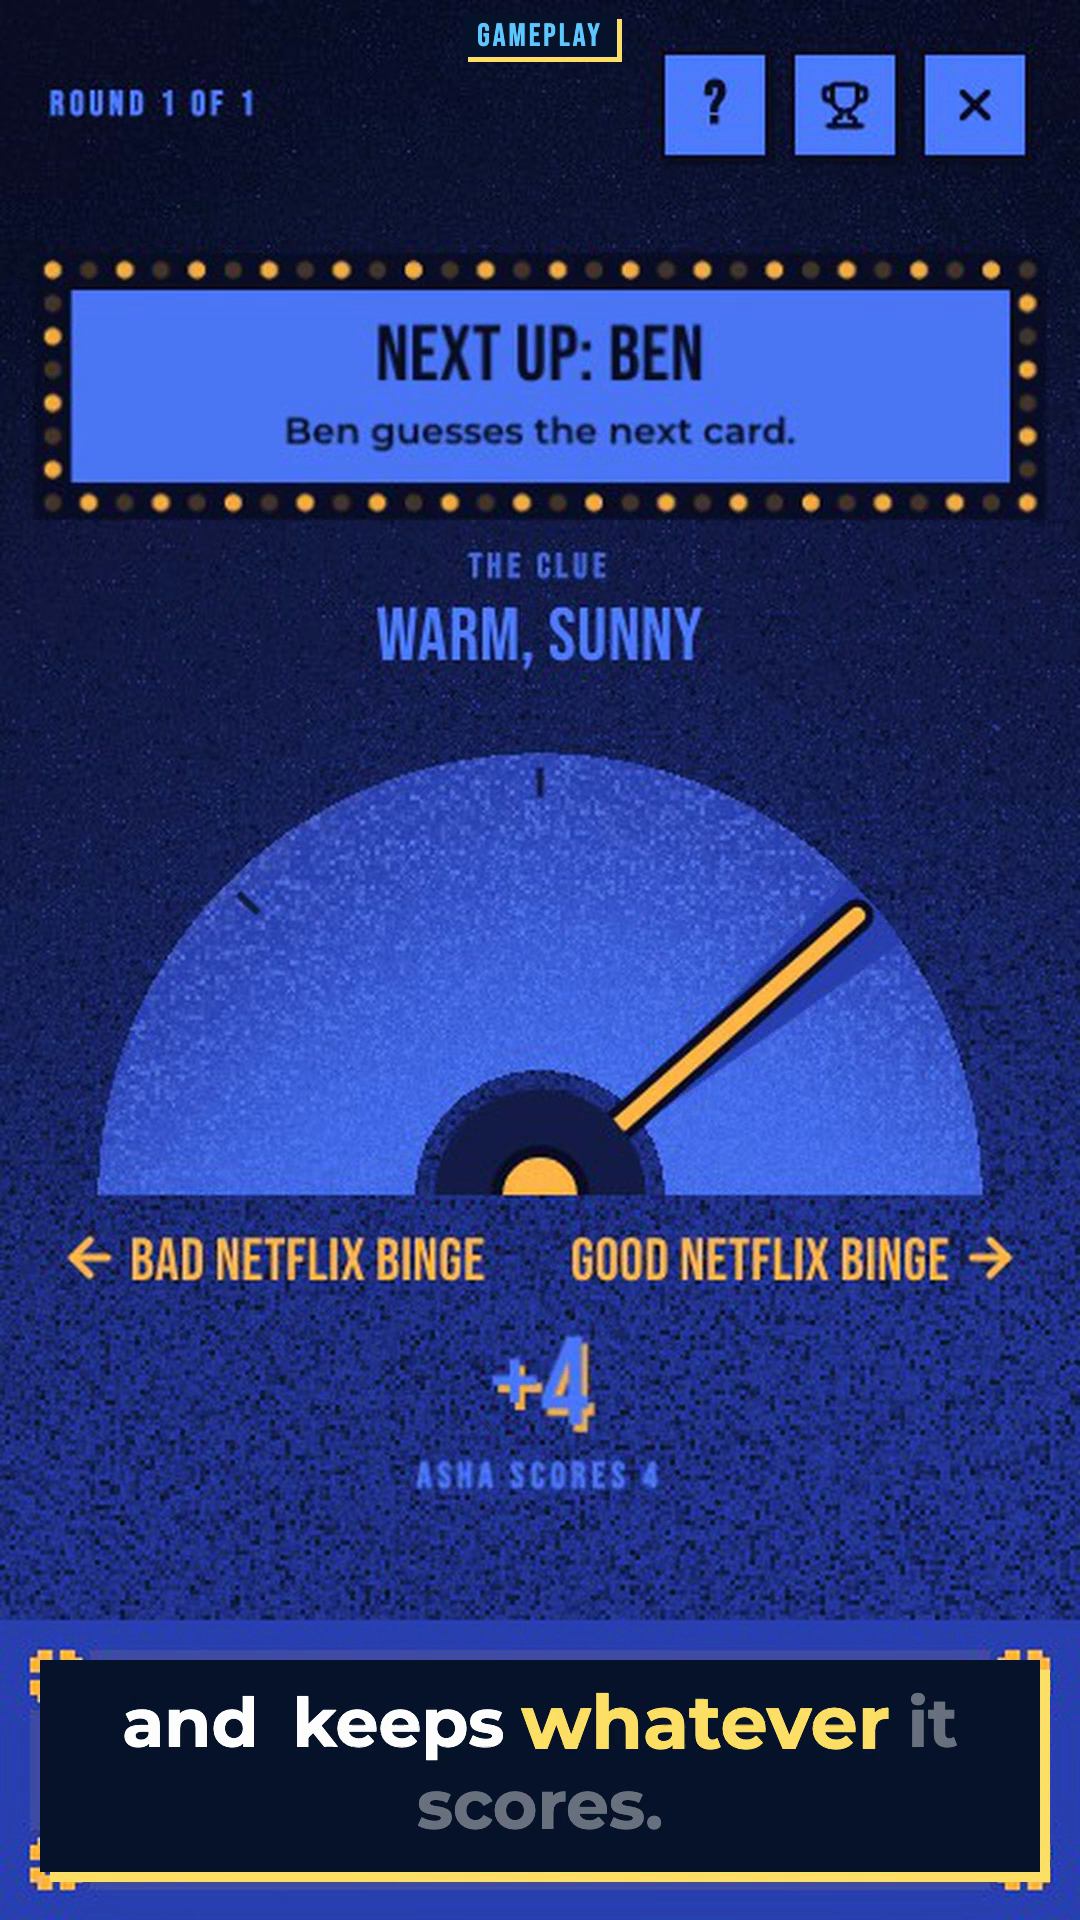 GAMEPLAY
ROUND 1 OF 1
?
NEXT UP: BEN
Ben guesses the next card.
THE CLUE
WARM, SUNNY
← BAD NETFLIX BINGE
GOOD NETFLIX BINGE →
+4
ASHA SCORES 4
and keeps whatever it
scores.